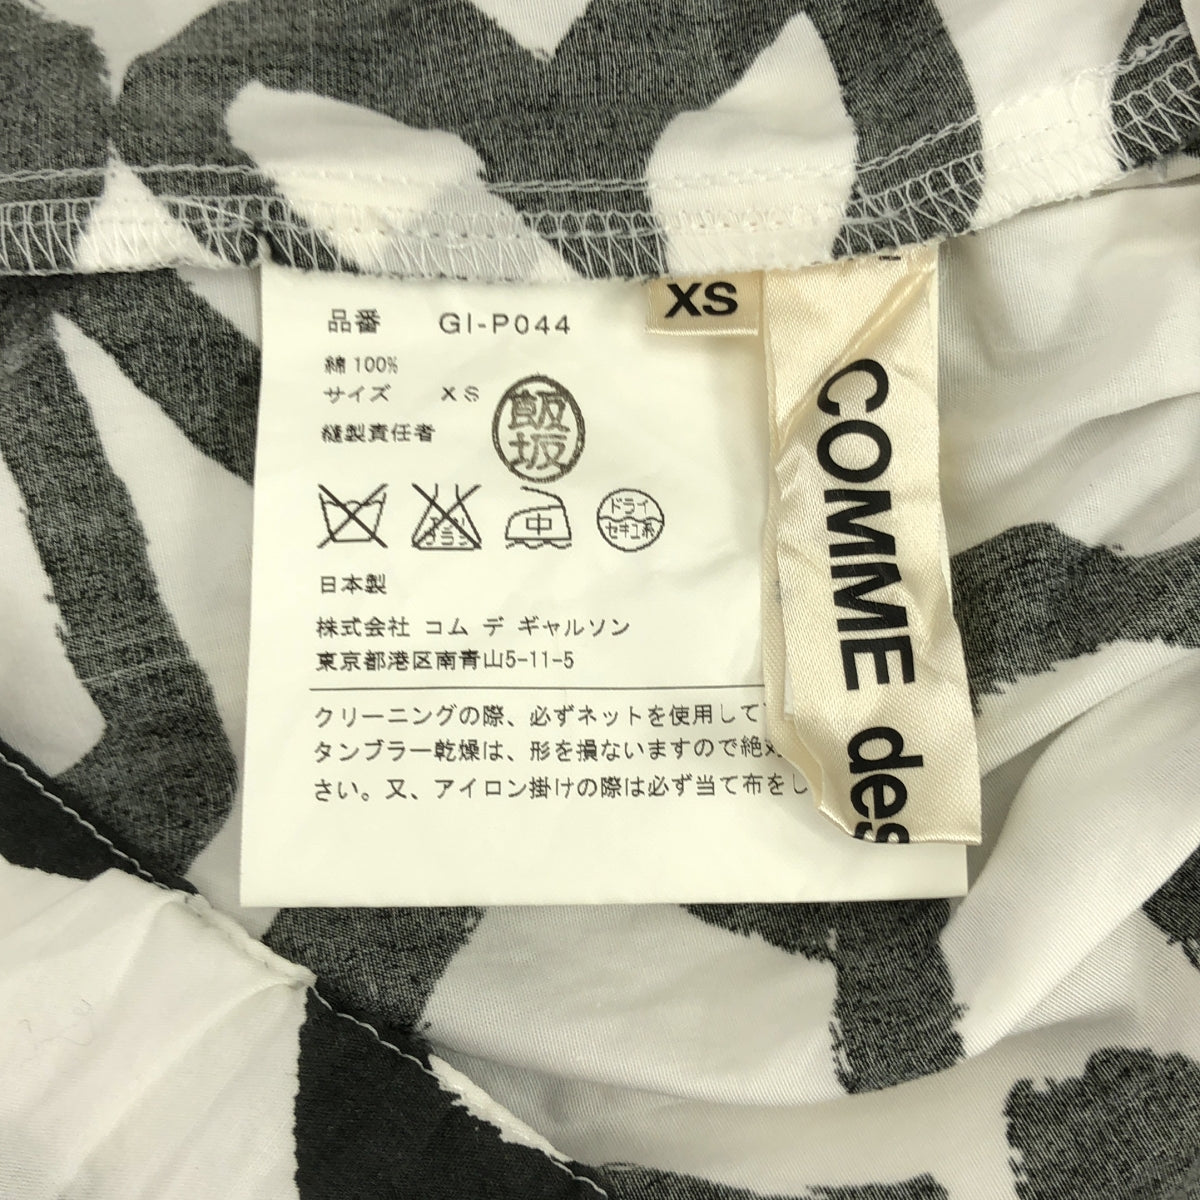 品番 GI-P044
綿 100%
サイズ XS
縫製責任者
飯坂
中
ドライ
セキユ系
日本製
株式会社 コム デ ギャルソン
東京都港区南青山5-11-5
クリーニングの際、必ずネットを使用して
タンブラー乾燥は、形を損ないますので絶対
さい。又、アイロン掛けの際は必ず当て布をし
XS
COMME des